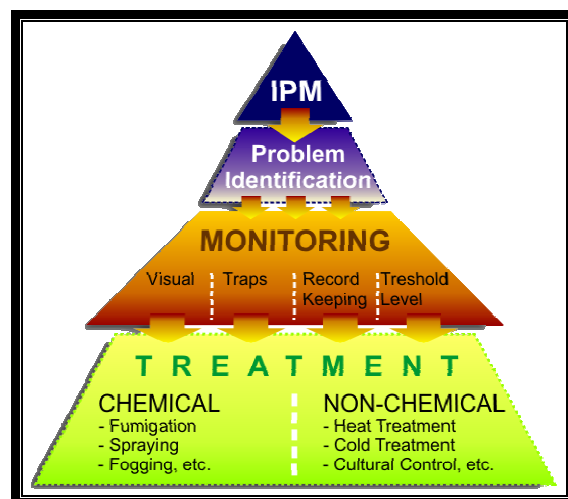 IPM
Problem
Identification
MONITORING
Visual
Traps
Record
Keeping
Treshold
Level
TREATMENT
CHEMICAL
- Fumigation
- Spraying
- Fogging, etc.
NON-CHEMICAL
- Heat Treatment
- Cold Treatment
- Cultural Control, etc.